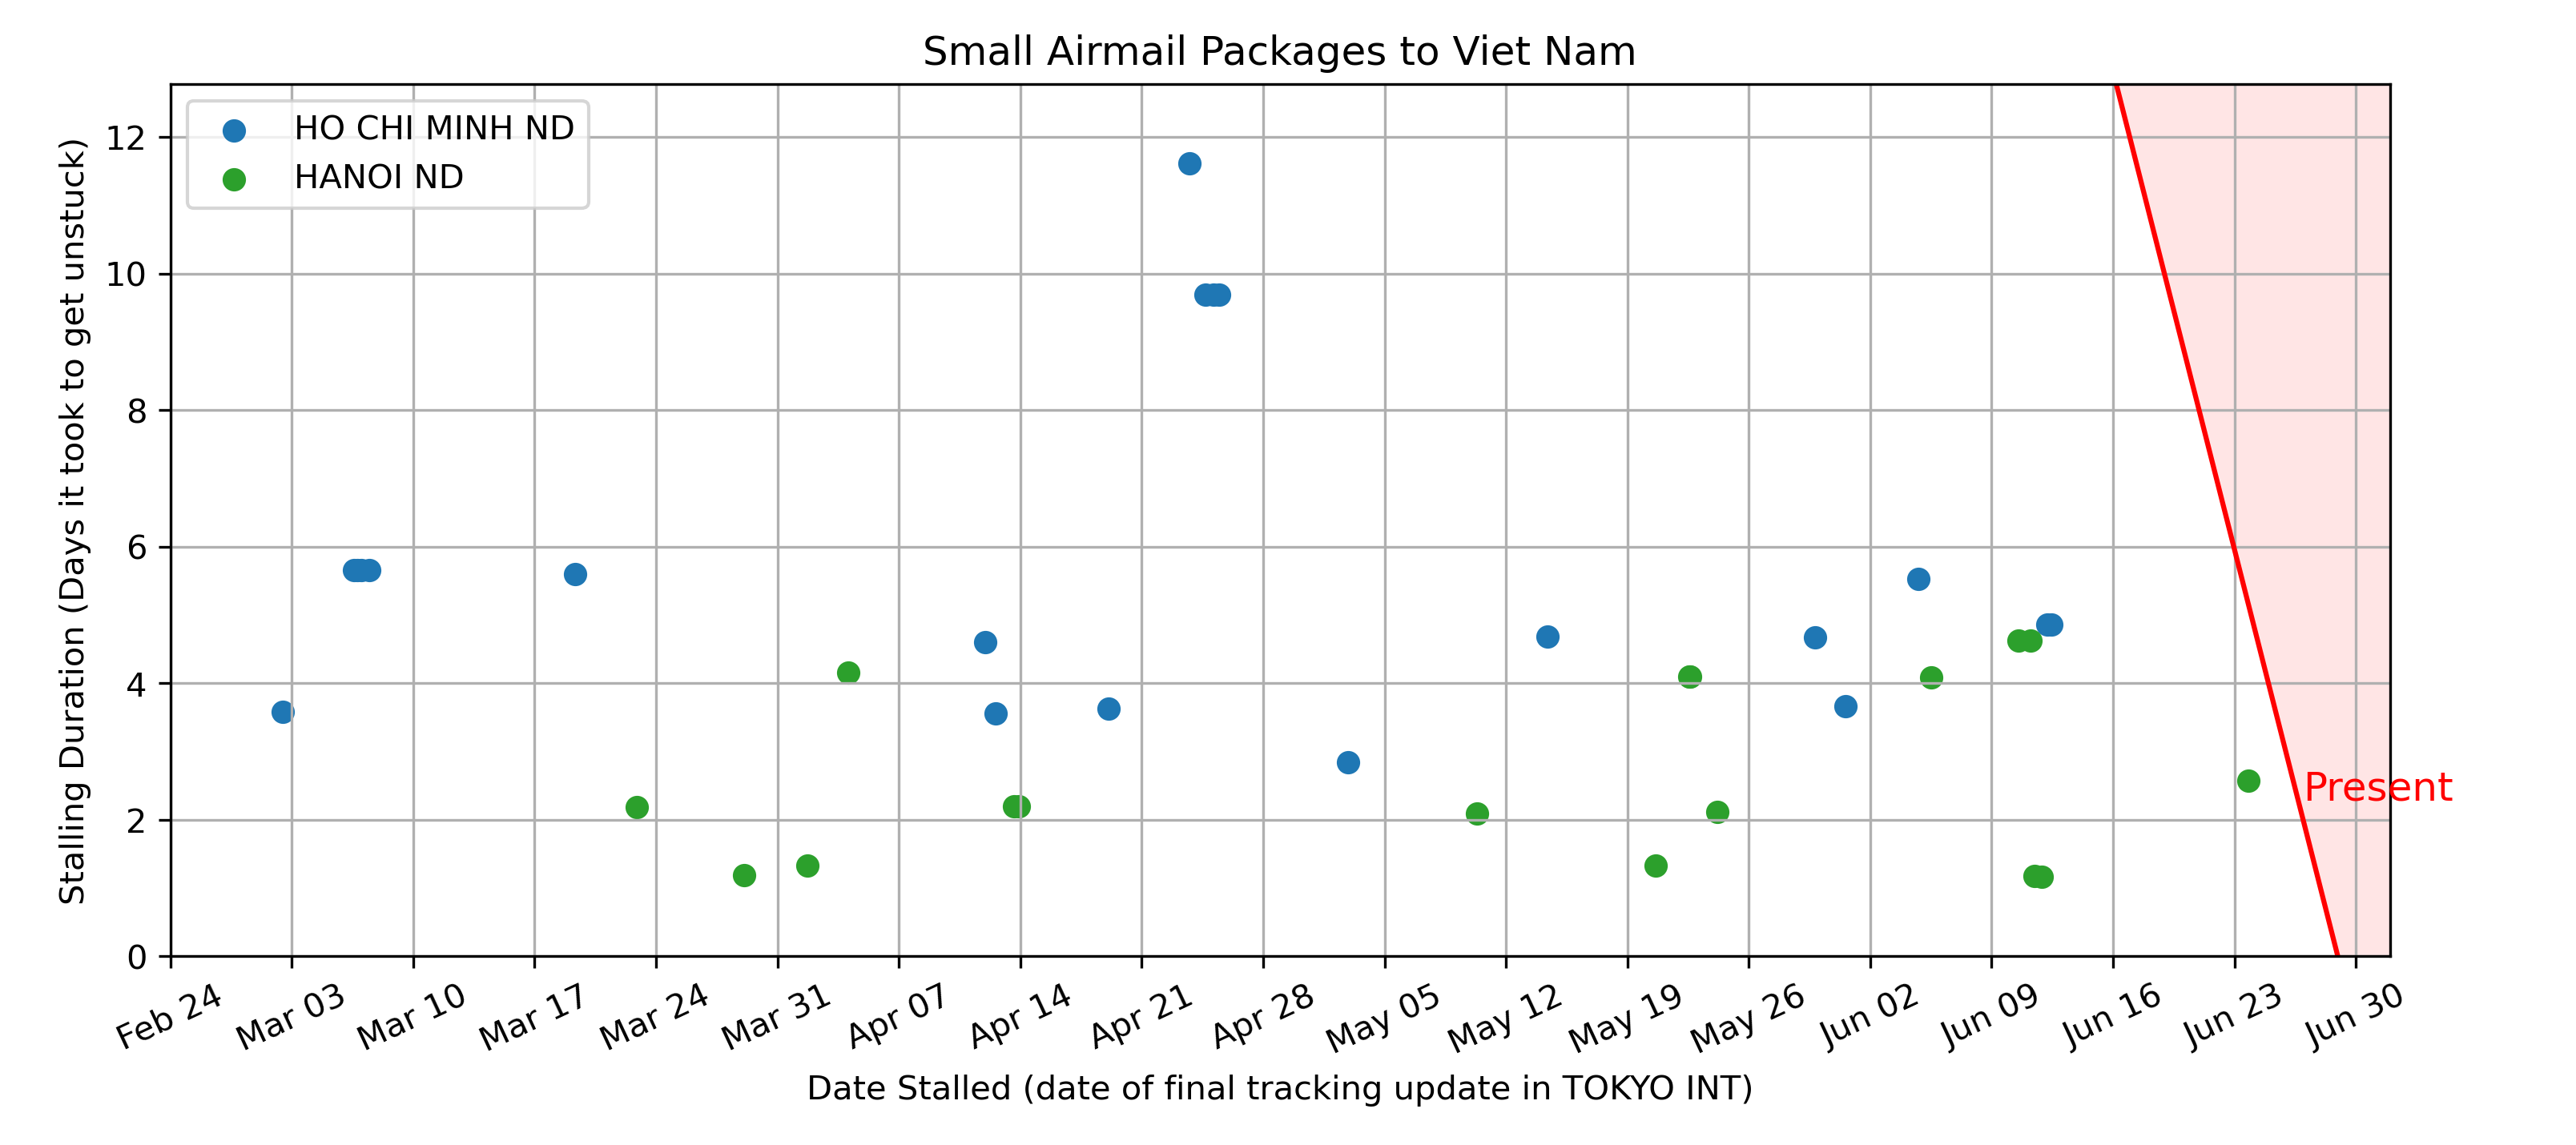 Small Airmail Packages to Viet Nam
HO CHI MINH ND
HANOI ND
Stalling Duration (Days it took to get unstuck)
12
10
8
6
4
2
0
Present
Feb 24
Mar 03
Mar 10
Mar 17
Mar 24
Mar 31
Apr 07
Apr 14
Apr 21
Apr 28
May 05
May 12
May 19
May 26
Jun 02
Jun 09
Jun 16
Jun 23
Jun 30
Date Stalled (date of final tracking update in TOKYO INT)